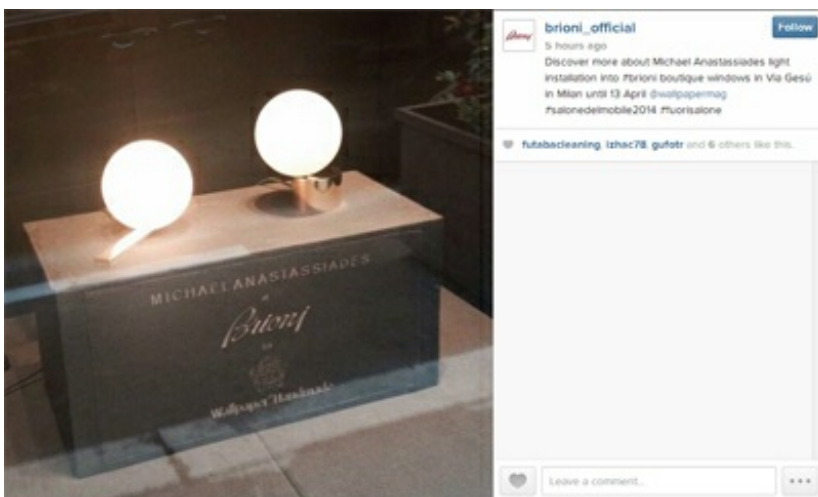 MICHAEL ANASTASSIADES
Brioni
Wallpaper* Handmade
Brioni
brioni_official
Follow
5 hours ago
Discover more about Michael Anastassiades light
installation into #brioni boutique windows in Via Gesù
in Milan until 13 April @wallpapermag
#salonedelmobile2014 #fuorisalone
futabacleaning, izhac78, gufotr and 6 others like this.
Leave a comment...